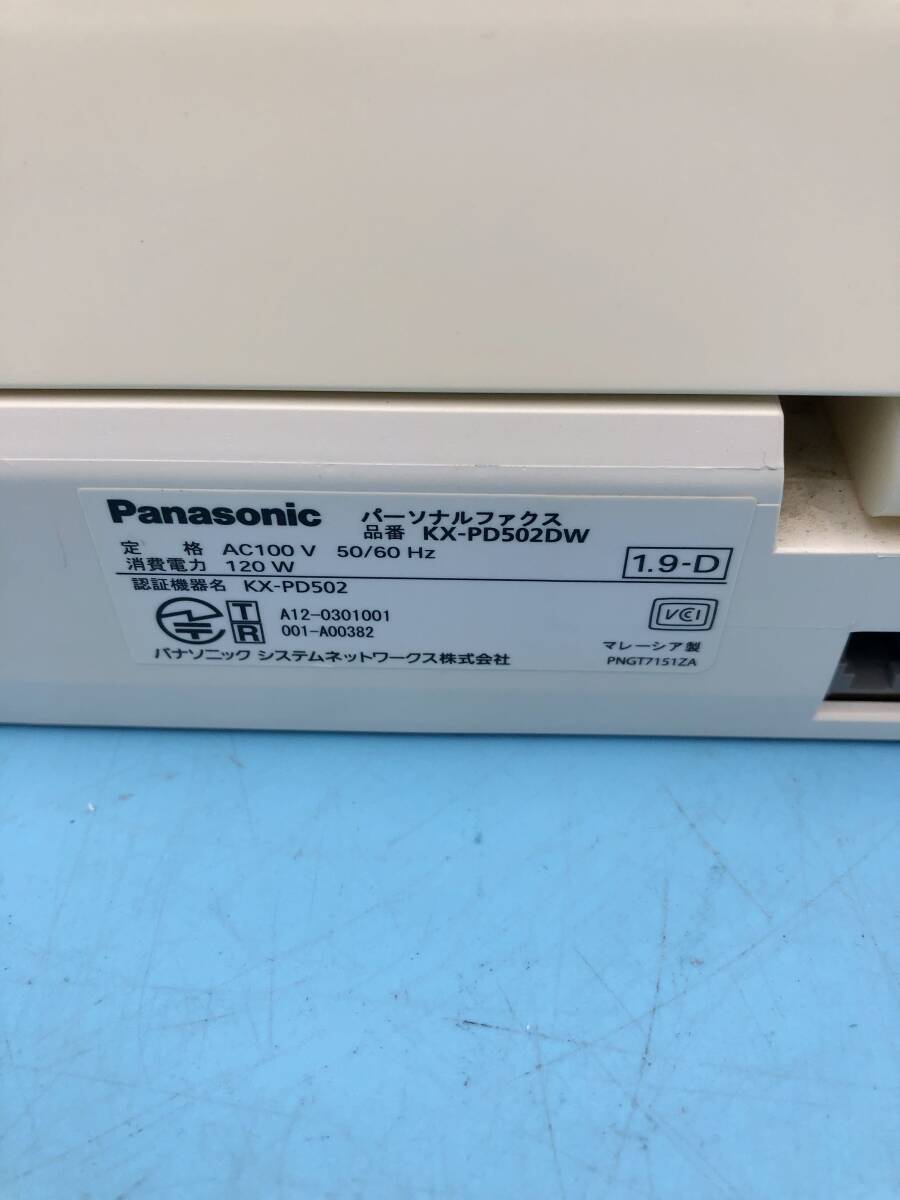 Panasonic パーソナルファクス
品番 KX-PD502DW
定 格 AC100 V 50/60 Hz
消費電力 120 W
1.9-D
認証機器名 KX-PD502
T A12-0301001
R 001-A00382
VCI
パナソニック システムネットワークス株式会社
マレーシア製
PNGT7151ZA